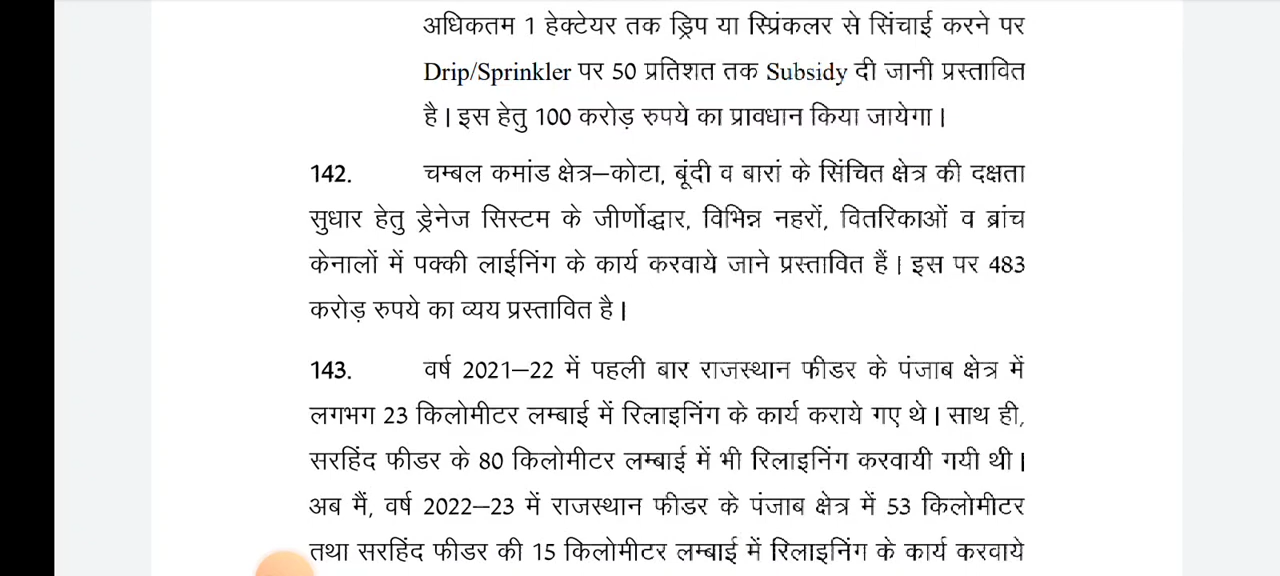 अधिकतम 1 हेक्टेयर तक ड्रिप या स्प्रिंकलर से सिंचाई करने पर
Drip/Sprinkler पर 50 प्रतिशत तक Subsidy दी जानी प्रस्तावित
है। इस हेतु 100 करोड़ रुपये का प्रावधान किया जायेगा।
142. चम्बल कमांड क्षेत्र–कोटा, बूंदी व बारां के सिंचित क्षेत्र की दक्षता
सुधार हेतु ड्रेनेज सिस्टम के जीर्णोद्धार, विभिन्न नहरों, वितरिकाओं व ब्रांच
केनालों में पक्की लाईनिंग के कार्य करवाये जाने प्रस्तावित हैं। इस पर 483
करोड़ रुपये का व्यय प्रस्तावित है।
143. वर्ष 2021–22 में पहली बार राजस्थान फीडर के पंजाब क्षेत्र में
लगभग 23 किलोमीटर लम्बाई में रिलाइनिंग के कार्य कराये गए थे। साथ ही,
सरहिंद फीडर के 80 किलोमीटर लम्बाई में भी रिलाइनिंग करवायी गयी थी।
अब मैं, वर्ष 2022–23 में राजस्थान फीडर के पंजाब क्षेत्र में 53 किलोमीटर
तथा सरहिंद फीडर की 15 किलोमीटर लम्बाई में रिलाइनिंग के कार्य करवाये